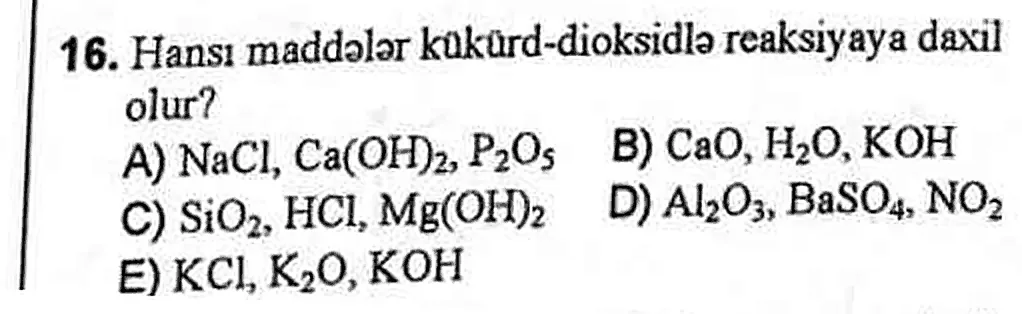 16. Hansı maddələr kükürd-dioksidlə reaksiyaya daxil
olur?
A) NaCl, Ca(OH)₂, P₂O₅ B) CaO, H₂O, KOH
C) SiO₂, HCl, Mg(OH)₂ D) Al₂O₃, BaSO₄, NO₂
E) KCl, K₂O, KOH